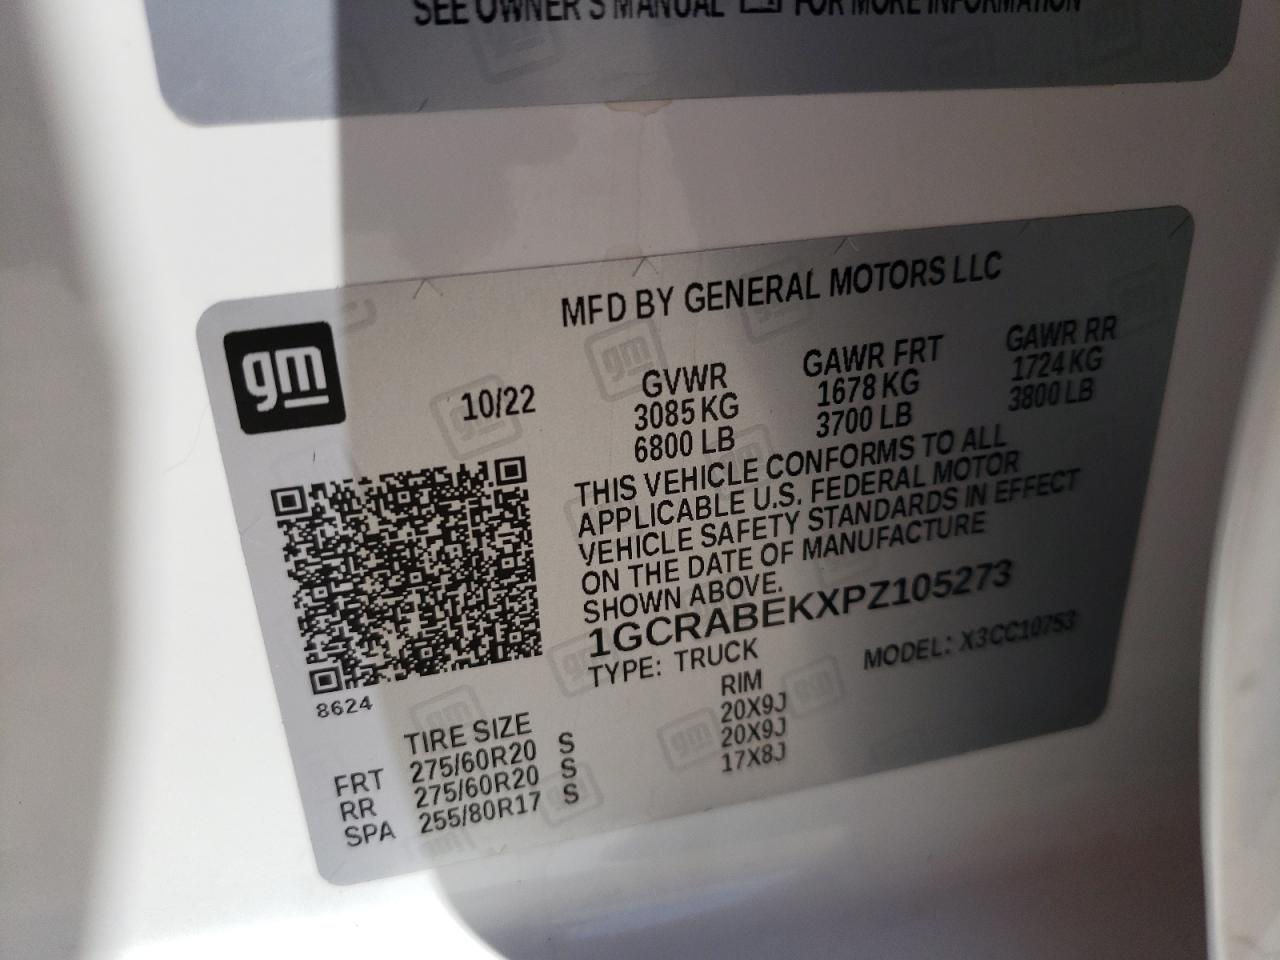 SEE OWNER'S MANUAL FOR MORE INFORMATION
MFD BY GENERAL MOTORS LLC
gm
10/22
GVWR GAWR FRT GAWR RR
3085 KG 1678 KG 1724 KG
6800 LB 3700 LB 3800 LB
THIS VEHICLE CONFORMS TO ALL
APPLICABLE U.S. FEDERAL MOTOR
VEHICLE SAFETY STANDARDS IN EFFECT
ON THE DATE OF MANUFACTURE
SHOWN ABOVE.
1GCRABEKXPZ105273
TYPE: TRUCK MODEL: X3CC10753
8624
TIRE SIZE RIM
FRT 275/60R20 S 20X9J
RR 275/60R20 S 20X9J
SPA 255/80R17 S 17X8J